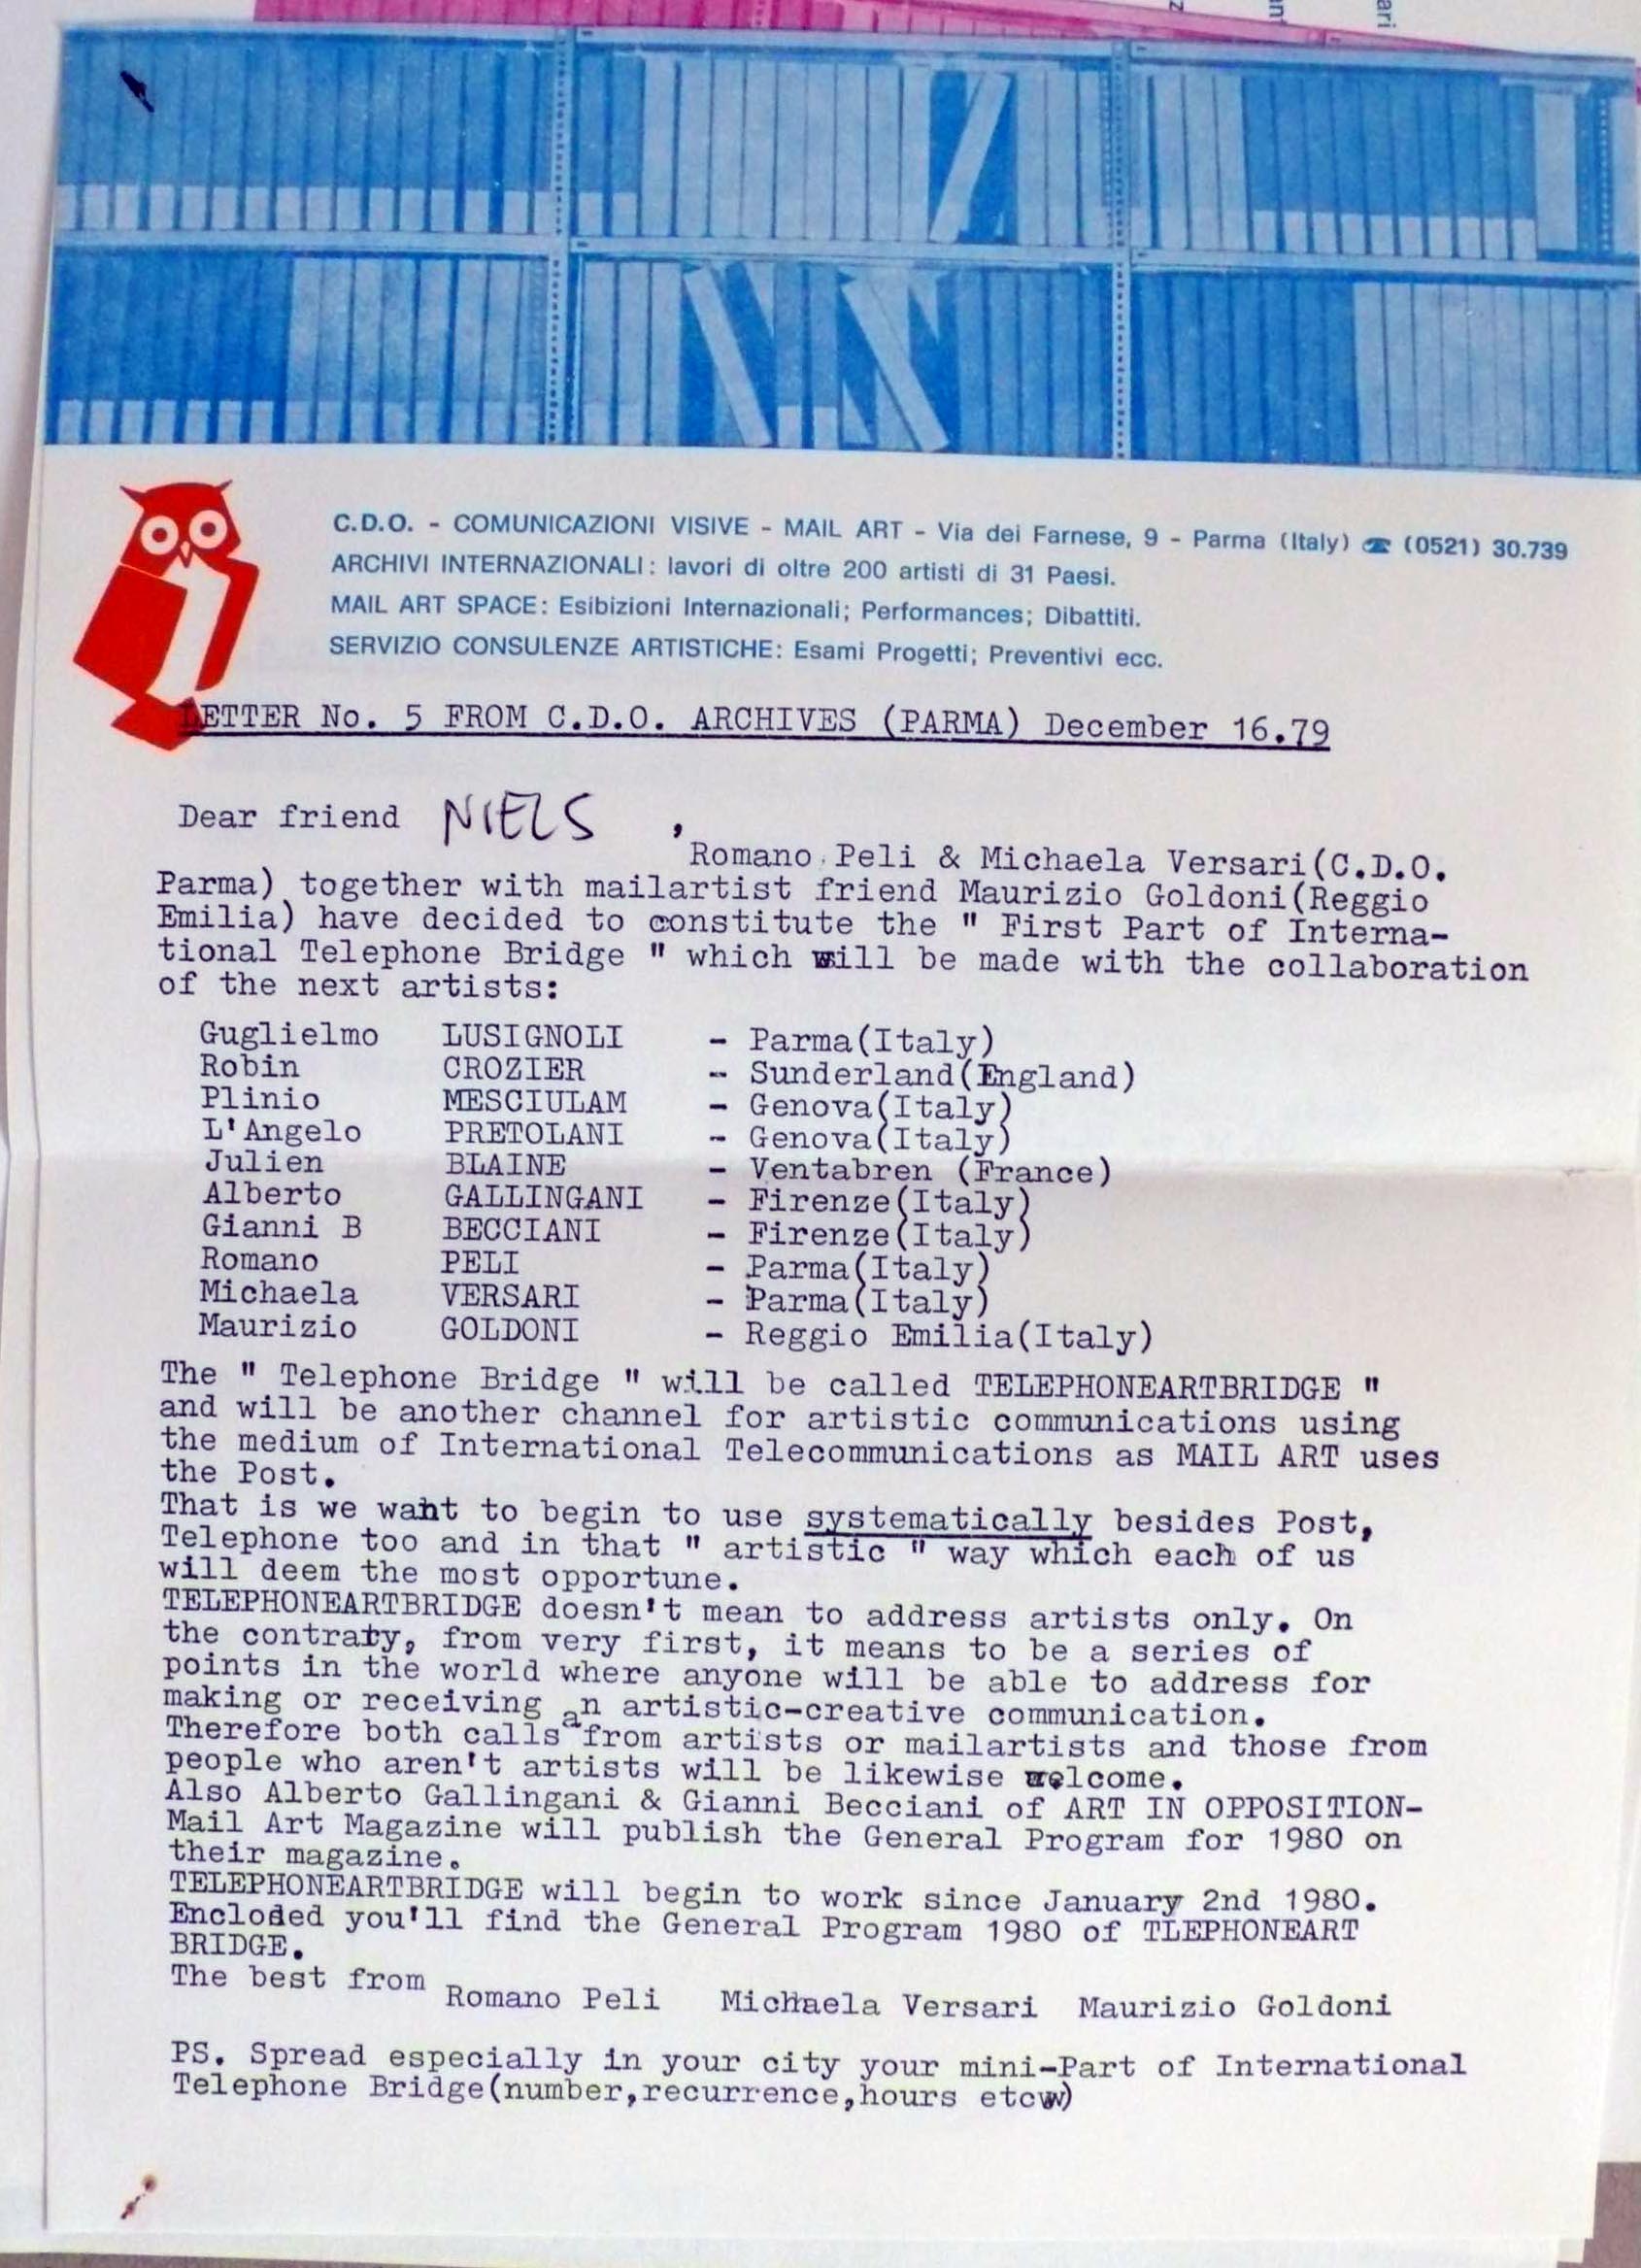 C.D.O. - COMUNICAZIONI VISIVE - MAIL ART - Via dei Farnese, 9 - Parma (Italy) ☎ (0521) 30.739
ARCHIVI INTERNAZIONALI: lavori di oltre 200 artisti di 31 Paesi.
MAIL ART SPACE: Esibizioni Internazionali; Performances; Dibattiti.
SERVIZIO CONSULENZE ARTISTICHE: Esami Progetti; Preventivi ecc.
LETTER No. 5 FROM C.D.O. ARCHIVES (PARMA) December 16.79
Dear friend NIELS ,
Romano Peli & Michaela Versari(C.D.O.
Parma) together with mailartist friend Maurizio Goldoni(Reggio
Emilia) have decided to constitute the " First Part of Interna-
tional Telephone Bridge " which will be made with the collaboration
of the next artists:
Guglielmo LUSIGNOLI - Parma(Italy)
Robin CROZIER - Sunderland(England)
Plinio MESCIULAM - Genova(Italy)
L'Angelo PRETOLANI - Genova(Italy)
Julien BLAINE - Ventabren (France)
Alberto GALLINGANI - Firenze(Italy)
Gianni B BECCIANI - Firenze(Italy)
Romano PELI - Parma(Italy)
Michaela VERSARI - Parma(Italy)
Maurizio GOLDONI - Reggio Emilia(Italy)
The " Telephone Bridge " will be called TELEPHONEARTBRIDGE "
and will be another channel for artistic communications using
the medium of International Telecommunications as MAIL ART uses
the Post.
That is we want to begin to use systematically besides Post,
Telephone too and in that " artistic " way which each of us
will deem the most opportune.
TELEPHONEARTBRIDGE doesn't mean to address artists only. On
the contraty, from very first, it means to be a series of
points in the world where anyone will be able to address for
making or receiving an artistic-creative communication.
Therefore both calls from artists or mailartists and those from
people who aren't artists will be likewise welcome.
Also Alberto Gallingani & Gianni Becciani of ART IN OPPOSITION-
Mail Art Magazine will publish the General Program for 1980 on
their magazine.
TELEPHONEARTBRIDGE will begin to work since January 2nd 1980.
Encloded you'll find the General Program 1980 of TLEPHONEART
BRIDGE.
The best from Romano Peli Michaela Versari Maurizio Goldoni
PS. Spread especially in your city your mini-Part of International
Telephone Bridge(number,recurrence,hours etcw)